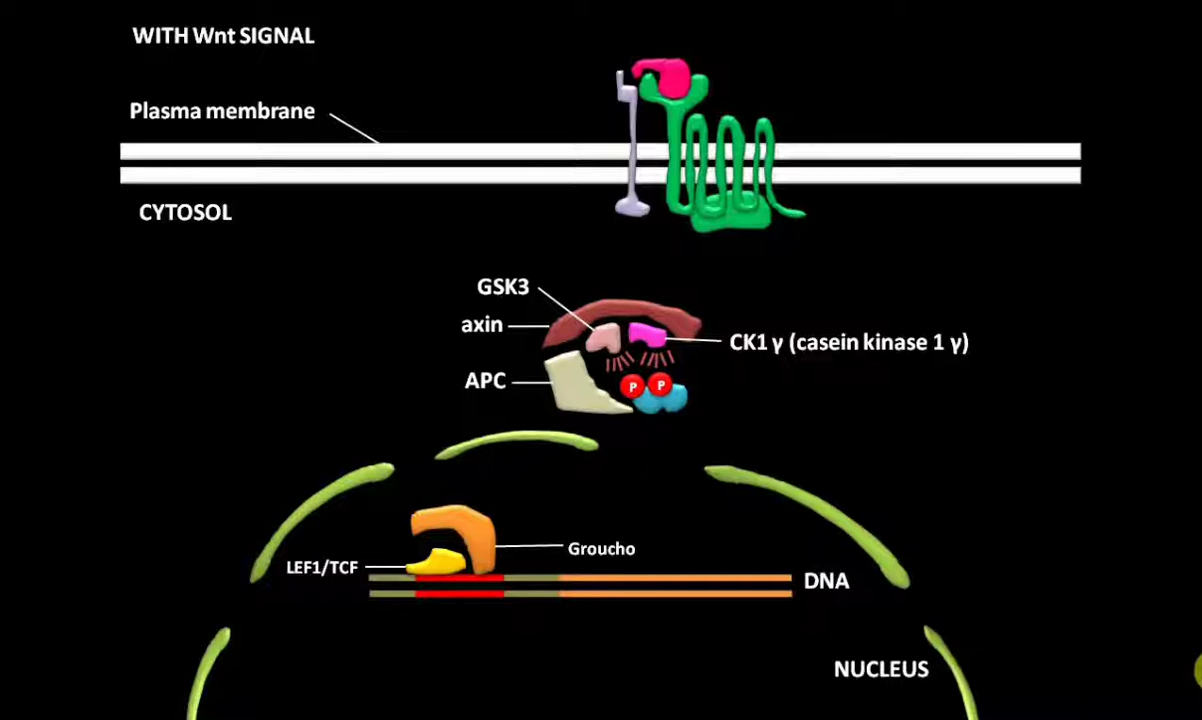 WITH Wnt SIGNAL
Plasma membrane
CYTOSOL
GSK3
axin
CK1 γ (casein kinase 1 γ)
APC
P P
Groucho
LEF1/TCF
DNA
NUCLEUS